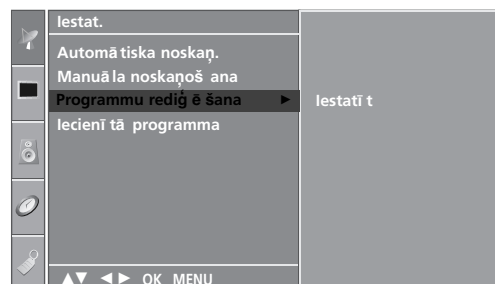 Iestat.
Automātiska noskaņ.
Manuāla noskaņošana
Programmu rediģēšana ► Iestatīt
Iecienītā programma
▲▼ ◄► OK MENU